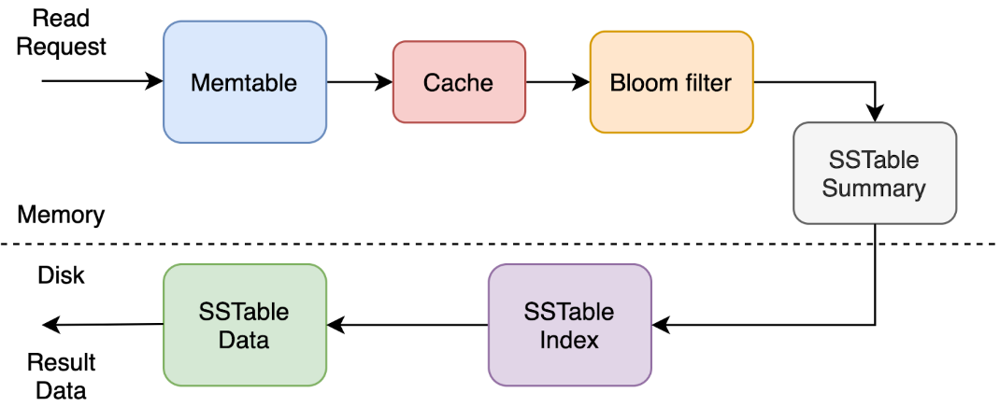 Read
Request
Memtable
Cache
Bloom filter
SSTable
Summary
Memory
Disk
SSTable
Data
SSTable
Index
Result
Data